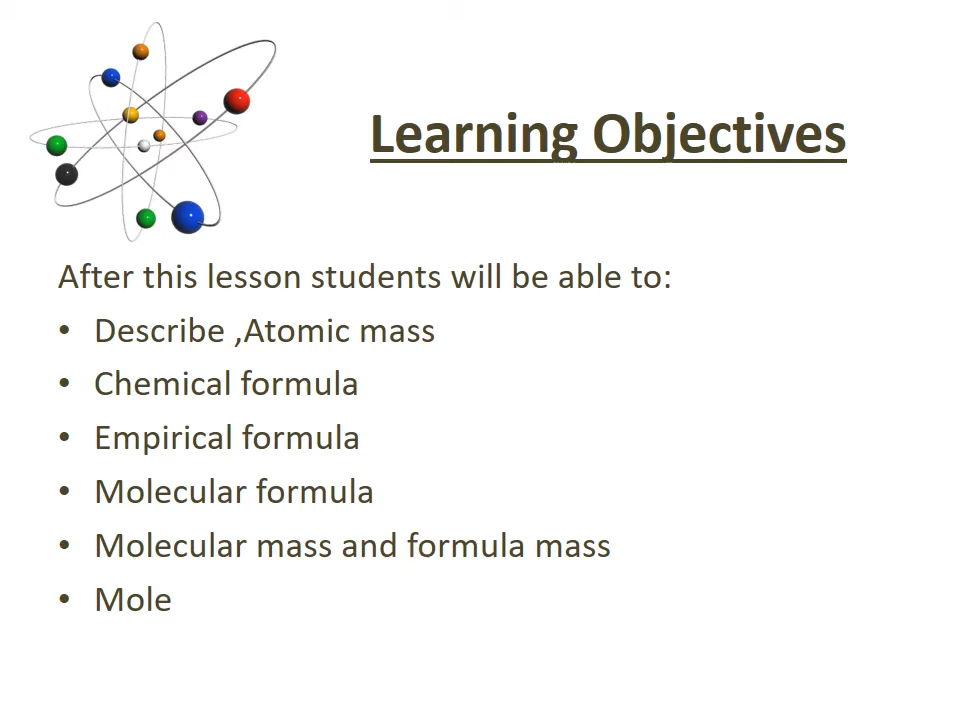 Learning Objectives
After this lesson students will be able to:
• Describe ,Atomic mass
• Chemical formula
• Empirical formula
• Molecular formula
• Molecular mass and formula mass
• Mole